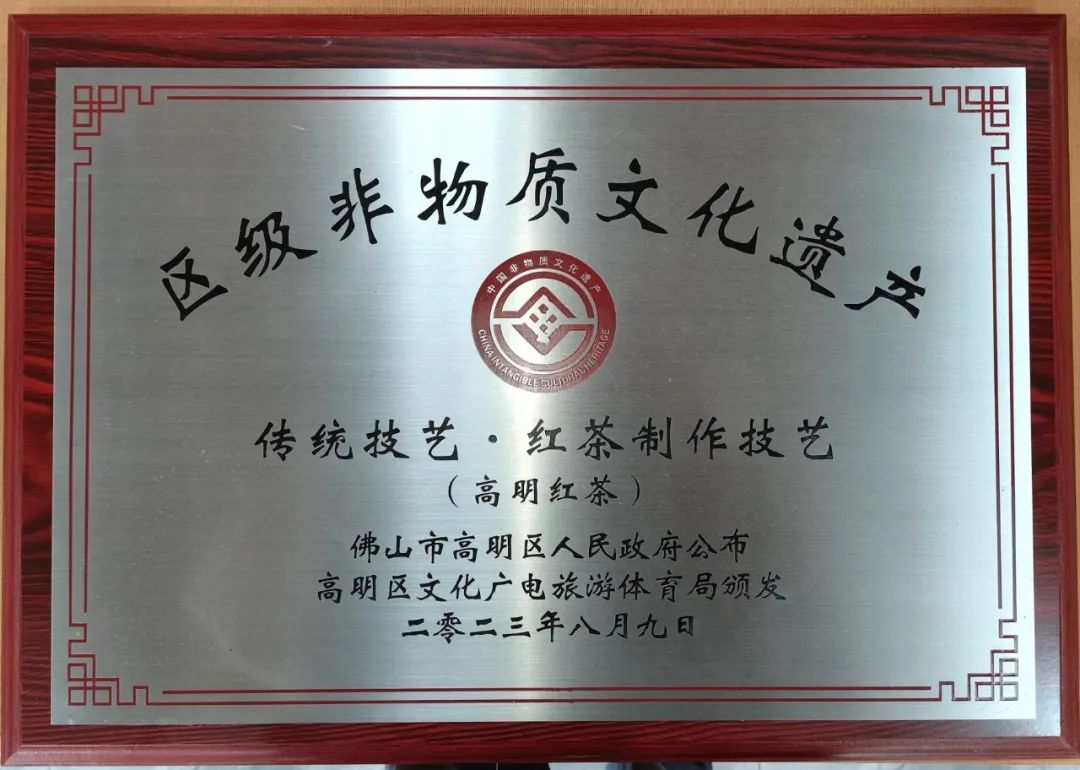 区级非物质文化遗产
中国非物质文化遗产
CHINA INTANGIBLE CULTURAL HERITAGE
传统技艺·红茶制作技艺
（高明红茶）
佛山市高明区人民政府公布
高明区文化广电旅游体育局颁发
二零二三年八月九日